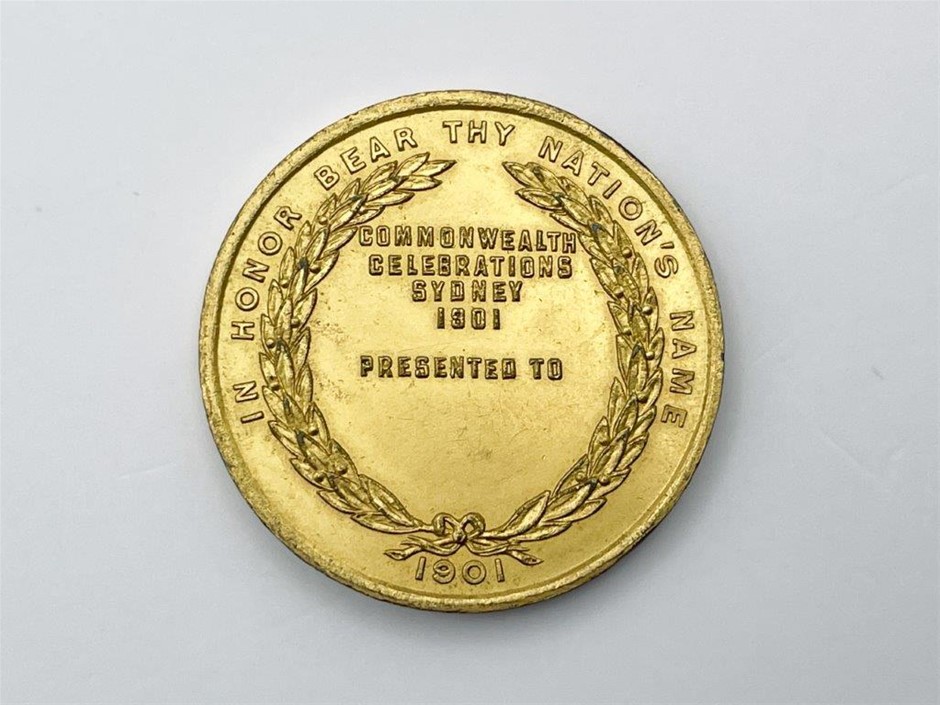 IN HONOR BEAR THY NATION'S NAME
COMMONWEALTH
CELEBRATIONS
SYDNEY
1901
PRESENTED TO
1901